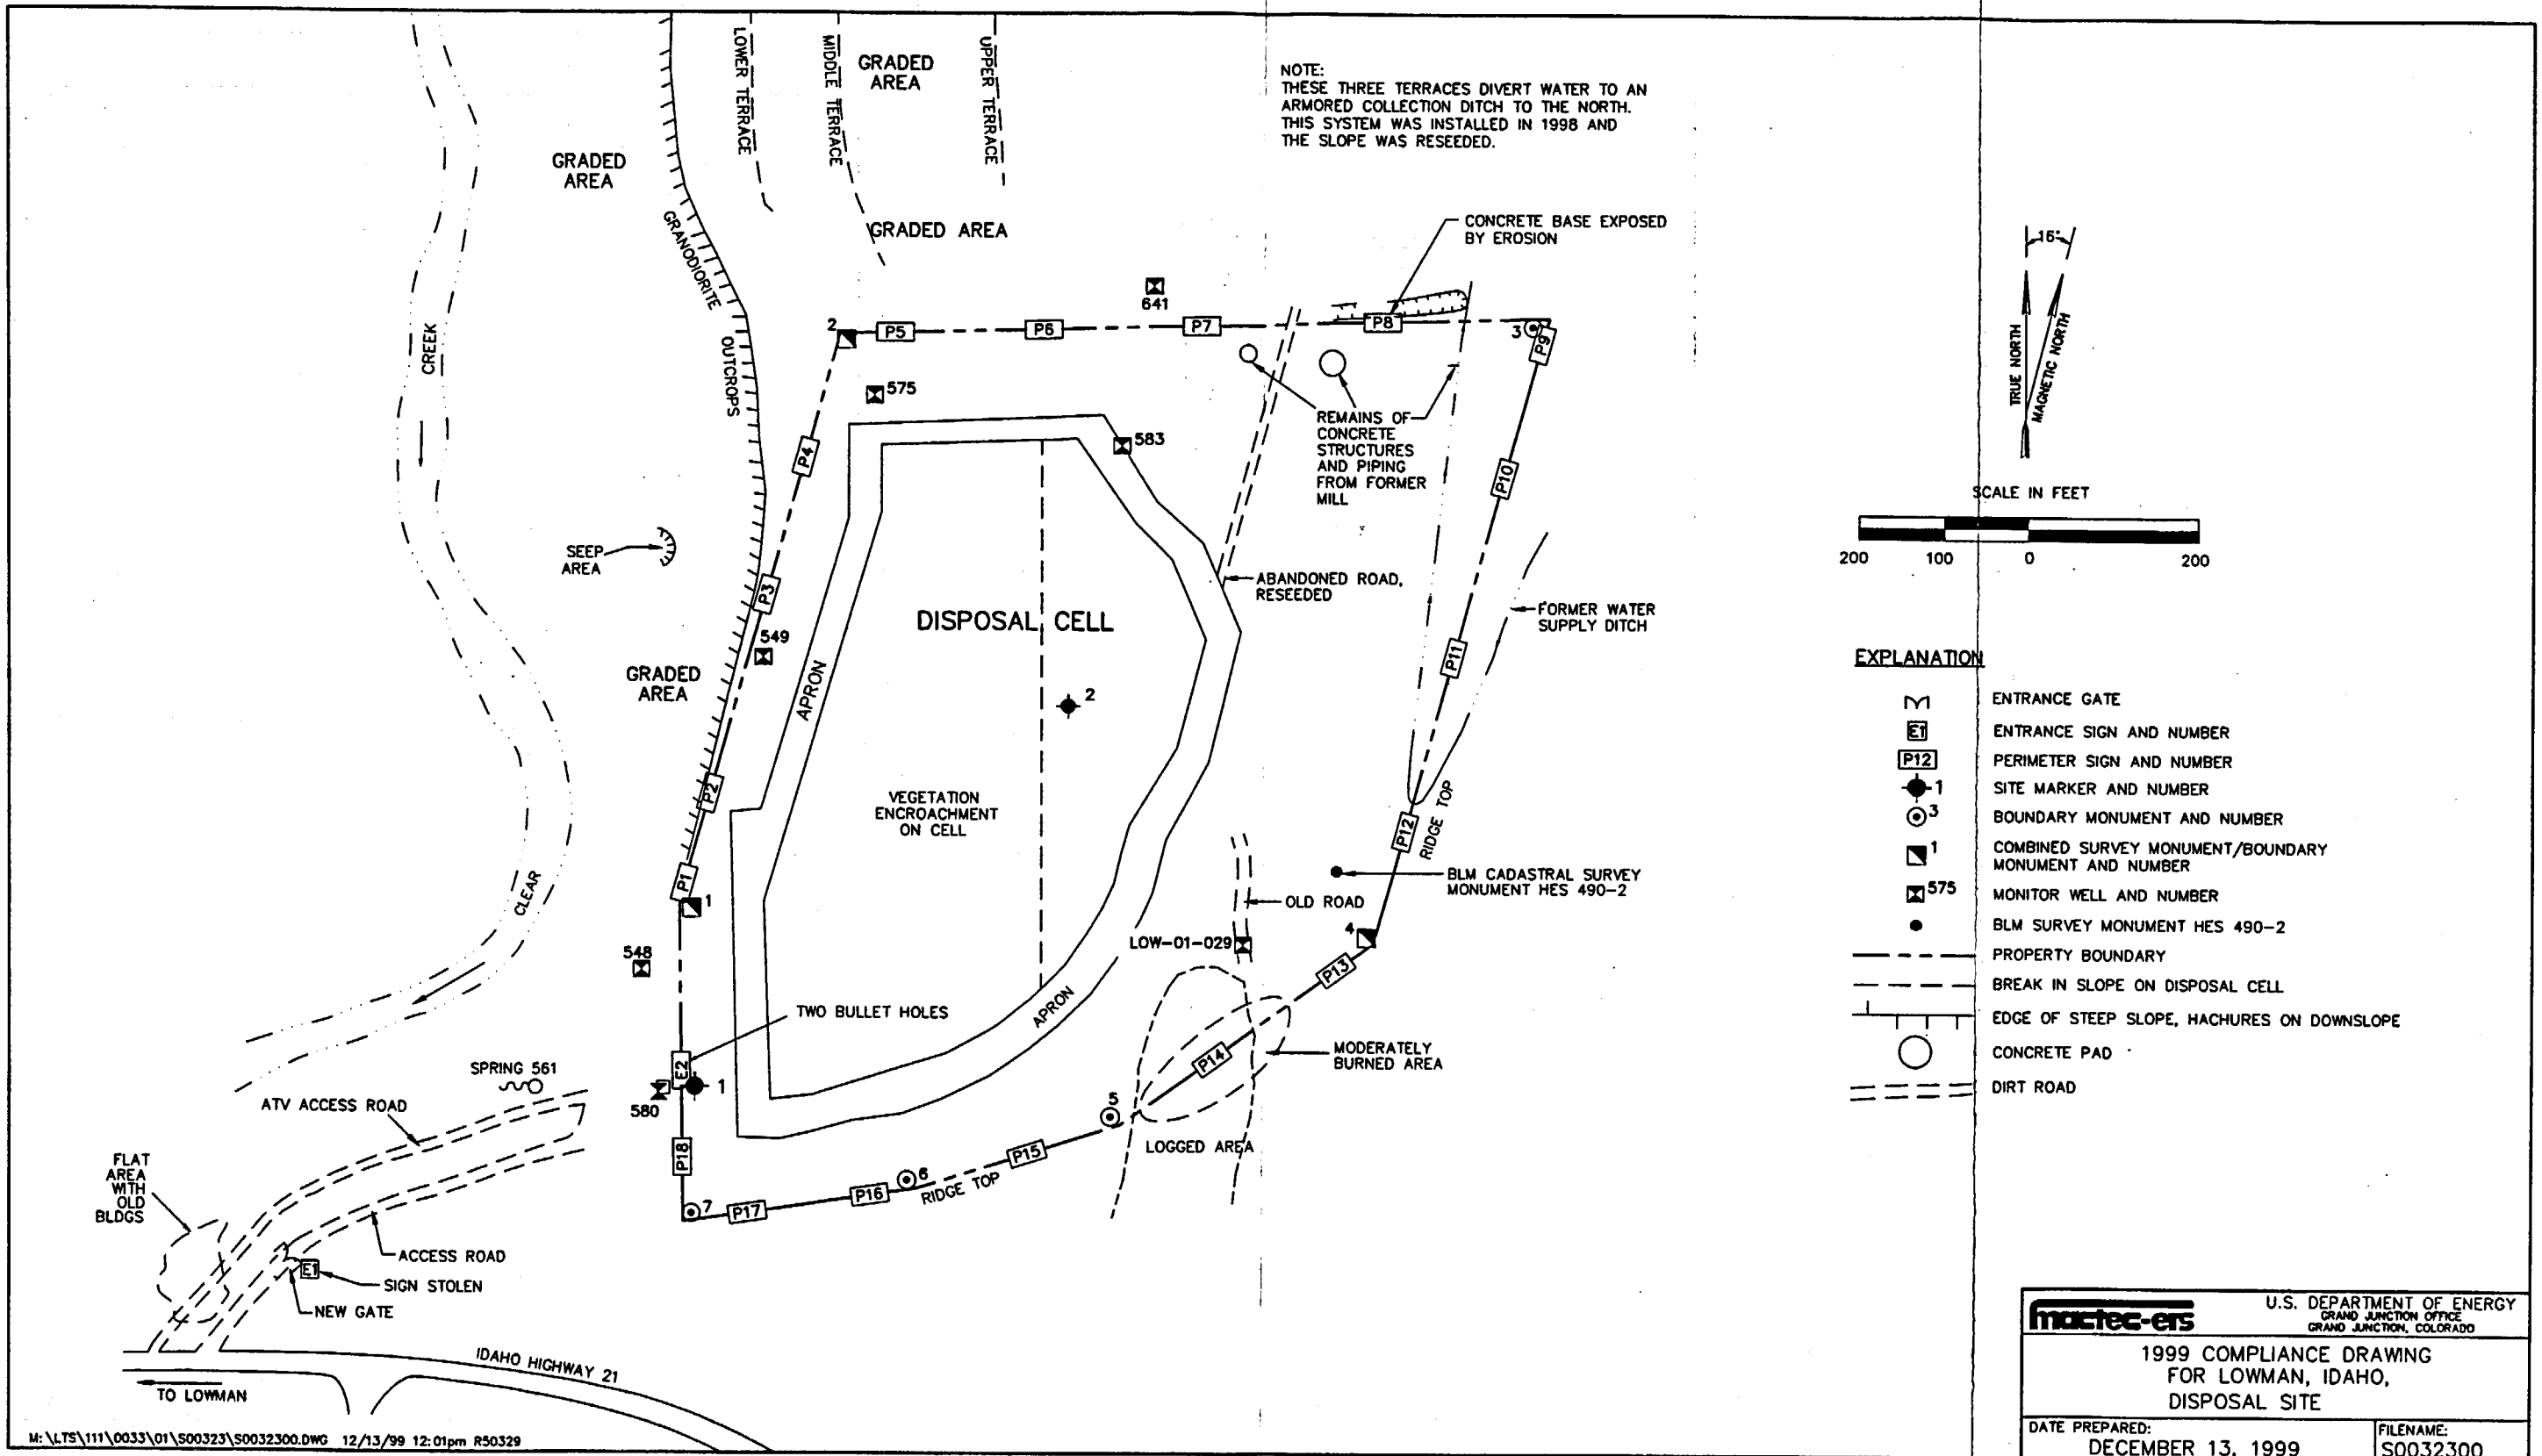 LOWER TERRACE
MIDDLE TERRACE
GRADED
AREA
UPPER TERRACE
NOTE:
THESE THREE TERRACES DIVERT WATER TO AN
ARMORED COLLECTION DITCH TO THE NORTH.
THIS SYSTEM WAS INSTALLED IN 1998 AND
THE SLOPE WAS RESEEDED.
GRADED
AREA
GRANODIORITE
OUTCROPS
GRADED AREA
CONCRETE BASE EXPOSED
BY EROSION
16°
TRUE NORTH
MAGNETIC NORTH
641
CREEK
2
P5
P6
P7
P8
3
P9
575
583
P4
REMAINS OF
CONCRETE
STRUCTURES
AND PIPING
FROM FORMER
MILL
P10
SCALE IN FEET
200
100
0
200
SEEP
AREA
P3
ABANDONED ROAD,
RESEEDED
FORMER WATER
SUPPLY DITCH
DISPOSAL CELL
549
P11
GRADED
AREA
APRON
2
P2
VEGETATION
ENCROACHMENT
ON CELL
P12
RIDGE TOP
P1
1
CLEAR
BLM CADASTRAL SURVEY
MONUMENT HES 490-2
OLD ROAD
4
LOW-01-029
548
P13
TWO BULLET HOLES
APRON
MODERATELY
BURNED AREA
P14
E2
1
580
SPRING 561
ATV ACCESS ROAD
5
LOGGED AREA
P15
P18
FLAT
AREA
WITH
OLD
BLDGS
6
P16
RIDGE TOP
7
P17
ACCESS ROAD
E1
SIGN STOLEN
NEW GATE
IDAHO HIGHWAY 21
TO LOWMAN
EXPLANATION
ENTRANCE GATE
E1
ENTRANCE SIGN AND NUMBER
P12
PERIMETER SIGN AND NUMBER
1
SITE MARKER AND NUMBER
3
BOUNDARY MONUMENT AND NUMBER
1
COMBINED SURVEY MONUMENT/BOUNDARY
MONUMENT AND NUMBER
575
MONITOR WELL AND NUMBER
BLM SURVEY MONUMENT HES 490-2
PROPERTY BOUNDARY
BREAK IN SLOPE ON DISPOSAL CELL
EDGE OF STEEP SLOPE, HACHURES ON DOWNSLOPE
CONCRETE PAD
DIRT ROAD
mactec-ers
U.S. DEPARTMENT OF ENERGY
GRAND JUNCTION OFFICE
GRAND JUNCTION, COLORADO
1999 COMPLIANCE DRAWING
FOR LOWMAN, IDAHO,
DISPOSAL SITE
DATE PREPARED:
DECEMBER 13, 1999
FILENAME:
S0032300
M:\LTS\111\0033\01\S00323\S0032300.DWG 12/13/99 12:01pm R50329